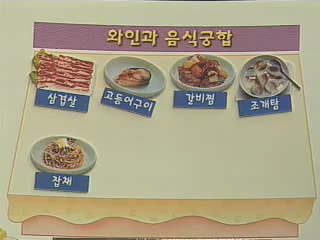 와인과 음식궁합
삼겹살
고등어구이
갈비찜
조개탕
잡채